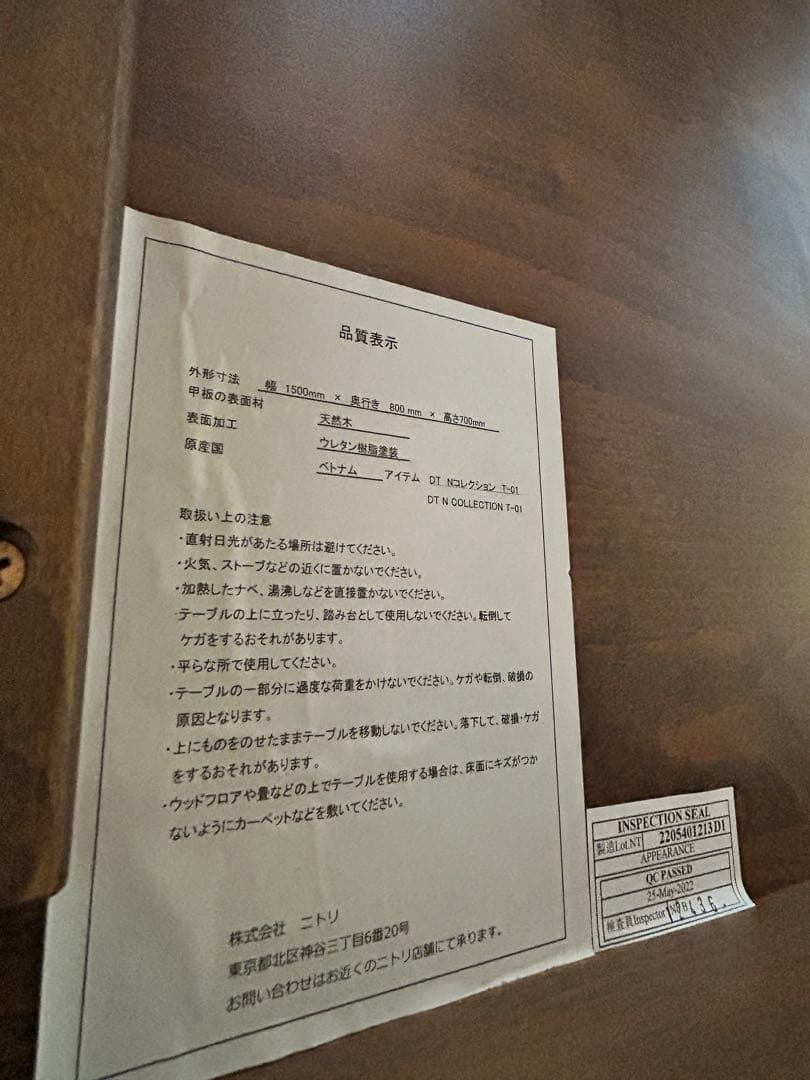 品質表示
外形寸法 幅 1500mm × 奥行き 800mm × 高さ700mm
甲板の表面材 天然木
表面加工 ウレタン樹脂塗装
原産国 ベトナム アイテム DT Nコレクション T-01
DT N COLLECTION T-01
取扱い上の注意
・直射日光があたる場所は避けてください。
・火気、ストーブなどの近くに置かないでください。
・加熱したナベ、湯沸しなどを直接置かないでください。
・テーブルの上に立ったり、踏み台として使用しないでください。転倒して
ケガをするおそれがあります。
・平らな所で使用してください。
・テーブルの一部分に過度な荷重をかけないでください。ケガや転倒、破損の
原因となります。
・上にものをのせたままテーブルを移動しないでください。落下して、破損・ケガ
をするおそれがあります。
・ウッドフロアや畳などの上でテーブルを使用する場合は、床面にキズがつか
ないようにカーペットなどを敷いてください。
株式会社 ニトリ
東京都北区神谷三丁目6番20号
お問い合わせはお近くのニトリ店舗にて承ります。
INSPECTION SEAL
製造Lot.NT 2205401213D1
APPEARANCE
QC PASSED
25-May-2022
検査員Inspector